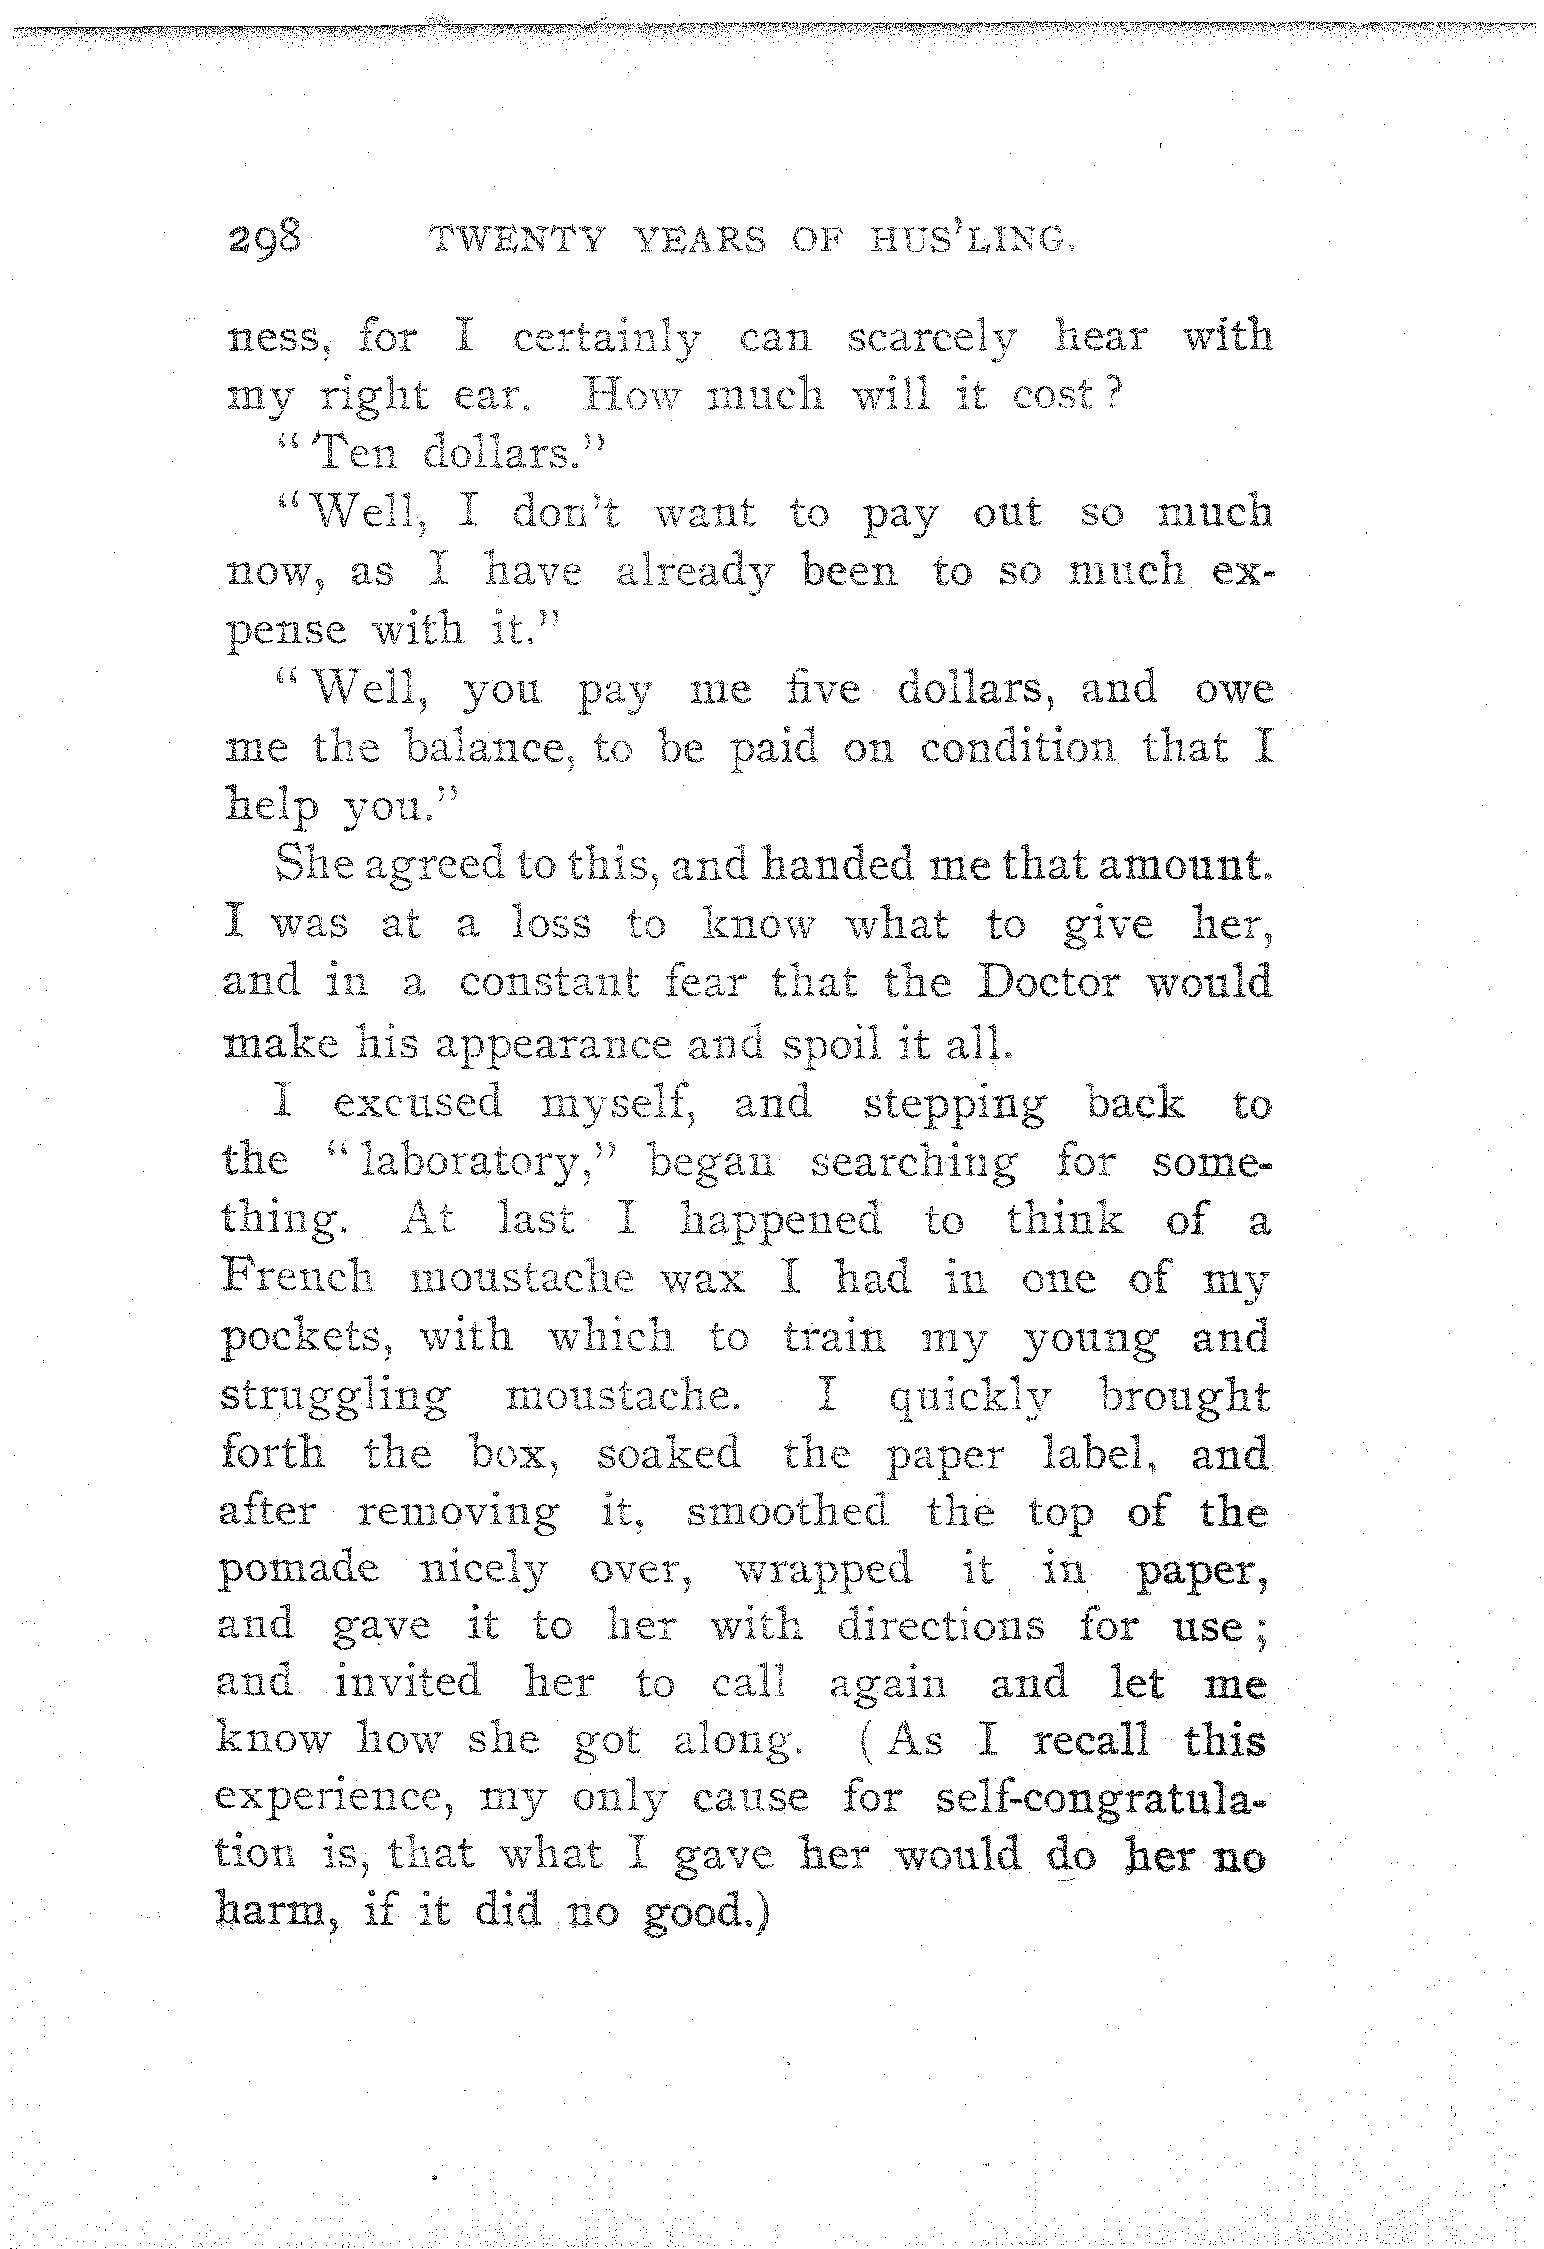 298 TWENTY YEARS OF HUS'LING.
ness, for I certainly can scarcely hear with
my right ear. How much will it cost?
"Ten dollars."
"Well, I don't want to pay out so much
now, as I have already been to so much ex-
pense with it."
"Well, you pay me five dollars, and owe
me the balance, to be paid on condition that I
help you."
She agreed to this, and handed me that amount.
I was at a loss to know what to give her,
and in a constant fear that the Doctor would
make his appearance and spoil it all.
I excused myself, and stepping back to
the "laboratory," began searching for some-
thing. At last I happened to think of a
French moustache wax I had in one of my
pockets, with which to train my young and
struggling moustache. I quickly brought
forth the box, soaked the paper label, and
after removing it, smoothed the top of the
pomade nicely over, wrapped it in paper,
and gave it to her with directions for use;
and invited her to call again and let me
know how she got along. (As I recall this
experience, my only cause for self-congratula-
tion is, that what I gave her would do her no
harm, if it did no good.)